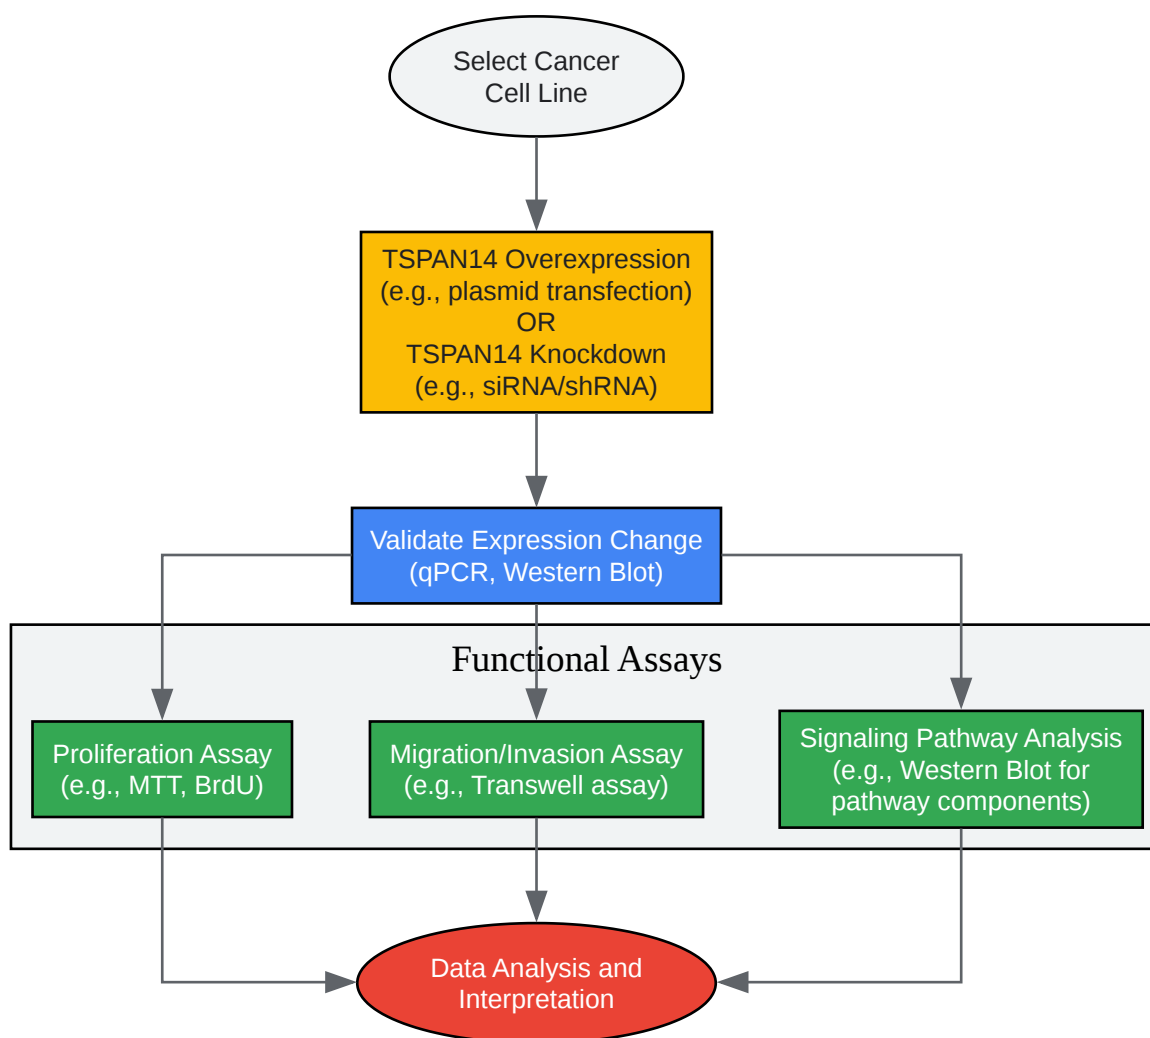 Select Cancer
Cell Line
TSPAN14 Overexpression
(e.g., plasmid transfection)
OR
TSPAN14 Knockdown
(e.g., siRNA/shRNA)
Validate Expression Change
(qPCR, Western Blot)
Functional Assays
Proliferation Assay
(e.g., MTT, BrdU)
Migration/Invasion Assay
(e.g., Transwell assay)
Signaling Pathway Analysis
(e.g., Western Blot for
pathway components)
Data Analysis and
Interpretation